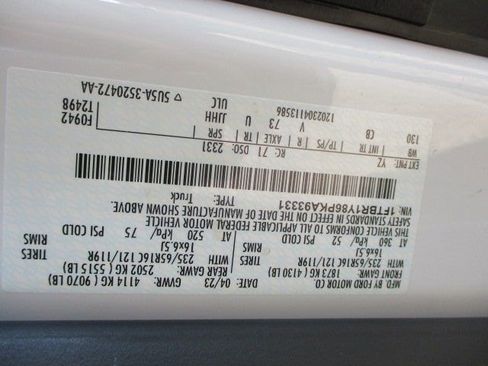 MFD. BY FORD MOTOR CO.
DATE: 04/23 GVWR: 4114 KG ( 9070 LB)
FRONT GAWR: 1873 KG ( 4130 LB) REAR GAWR: 2502 KG ( 5515 LB)
WITH 235/65R16C 121/119R TIRES WITH 235/65R16C 121/119R TIRES
16x6.5J RIMS 16x6.5J RIMS
AT 360 kPa/ 52 PSI COLD AT 520 kPa/ 75 PSI COLD
THIS VEHICLE CONFORMS TO ALL APPLICABLE FEDERAL MOTOR VEHICLE
SAFETY STANDARDS IN EFFECT ON THE DATE OF MANUFACTURE SHOWN ABOVE.
VIN: 1FTBR1Y86PKA93331
TYPE: Truck
EXT PNT: YZ RC: 71 DSO: 2331
WB INT TR TP/PS R AXLE TR SPR F0942
130 CB V 73 U JJHH T2498
ULC
1202304113586 5USA-3520472-AA